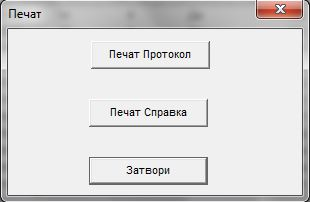 Печат
Печат Протокол
Печат Справка
Затвори